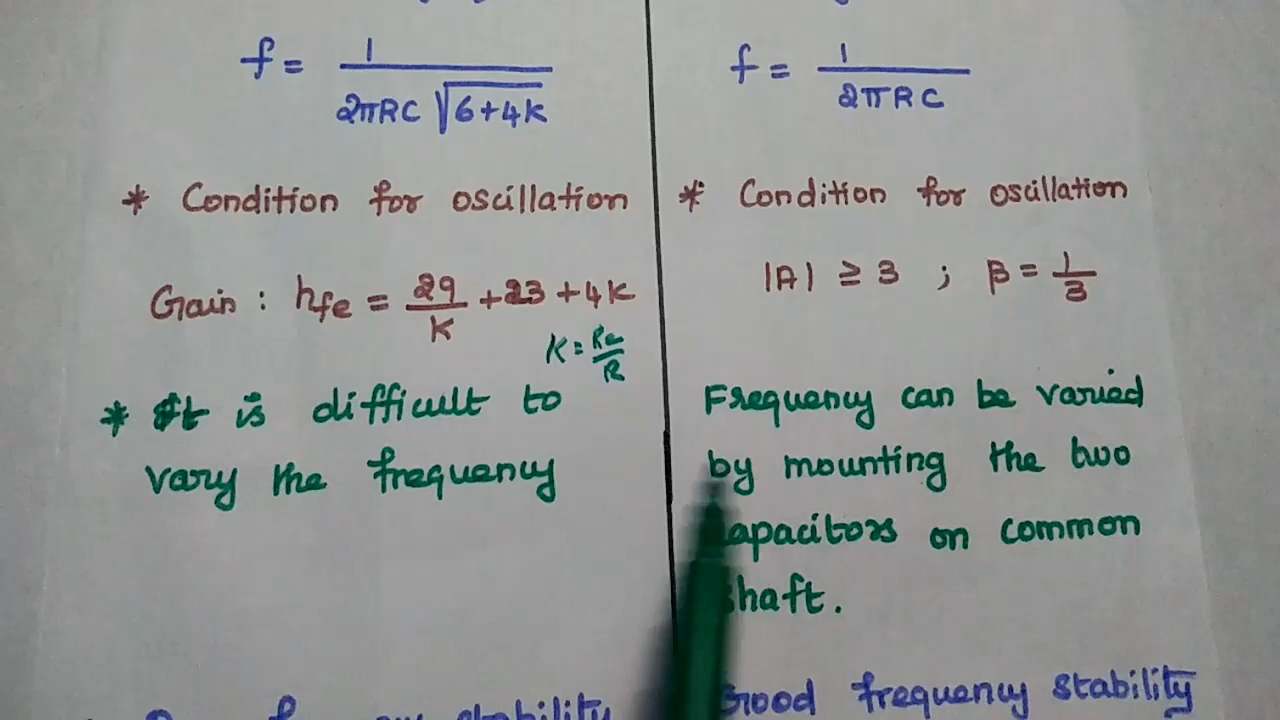 f = 1 / 2πRC √6+4K
* Condition for oscillation
Gain : hfe = 29/K + 23 + 4K
K = Rc/R
* It is difficult to
vary the frequency
f = 1 / 2πRC
* Condition for oscillation
|A| ≥ 3 ; β = 1/3
Frequency can be varied
by mounting the two
capacitors on common
shaft.
Good frequency stability